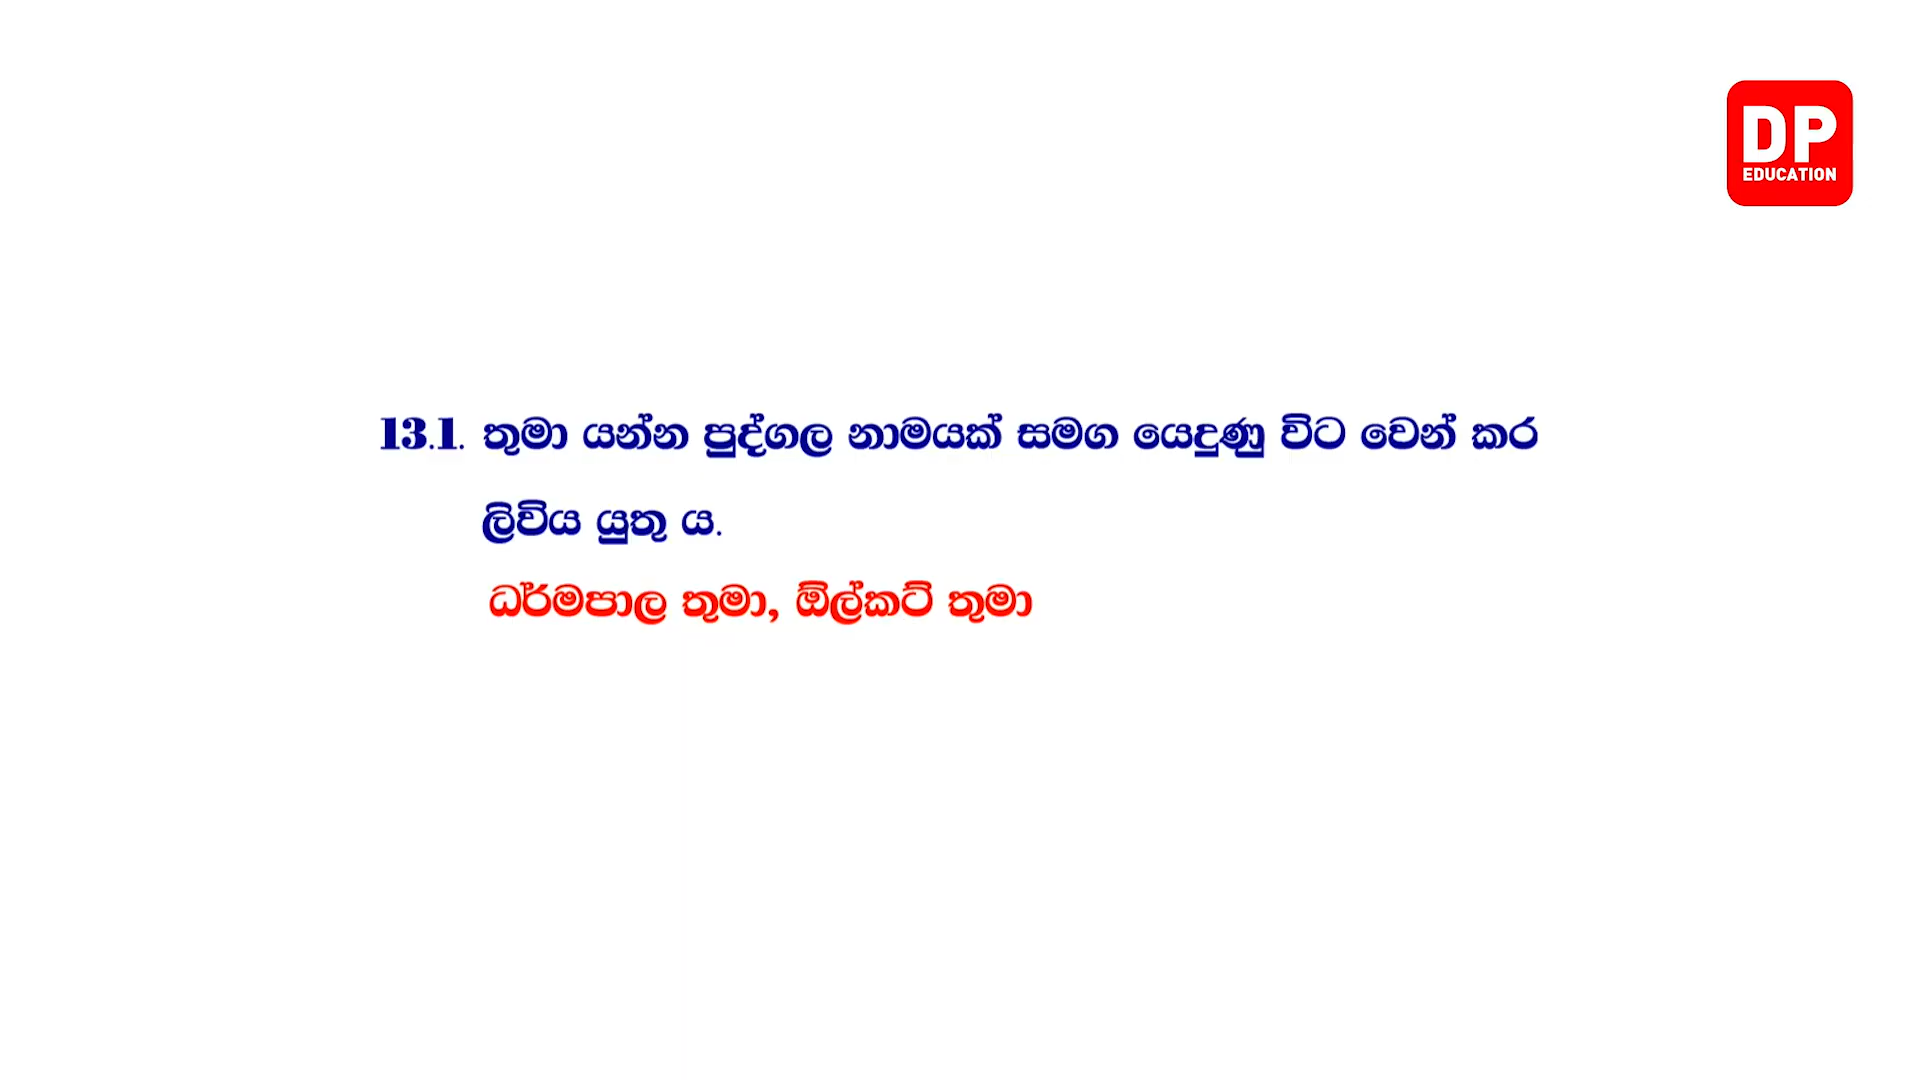 DP
EDUCATION
13.1. තුමා යන්න පුද්ගල නාමයක් සමග යෙදුණු විට වෙන් කර
ලිවිය යුතු ය.
ධර්මපාල තුමා, ඕල්කට් තුමා